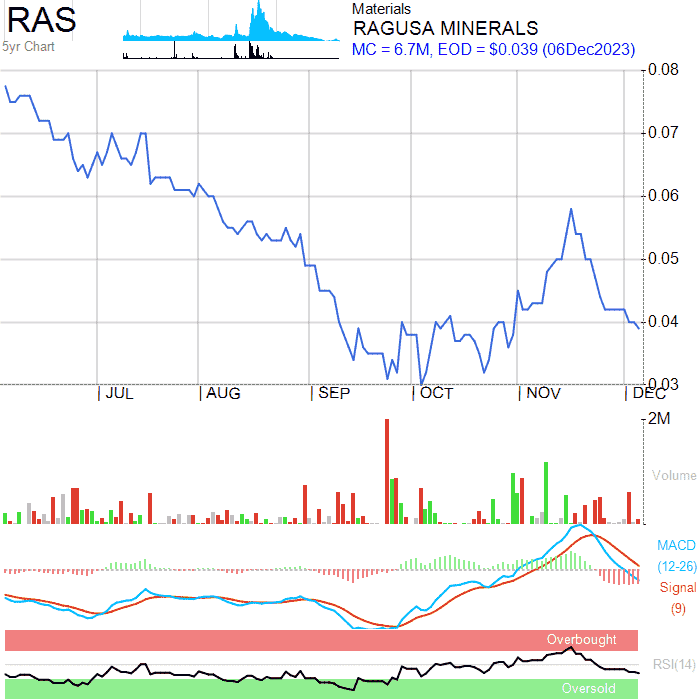 RAS
5yr Chart
Materials
RAGUSA MINERALS
MC = 6.7M, EOD = $0.039 (06Dec2023)
0.08
0.07
0.06
0.05
0.04
0.03
JUL AUG SEP OCT NOV DEC
2M
Volume
MACD
(12-26)
Signal
(9)
Overbought
RSI(14)
Oversold